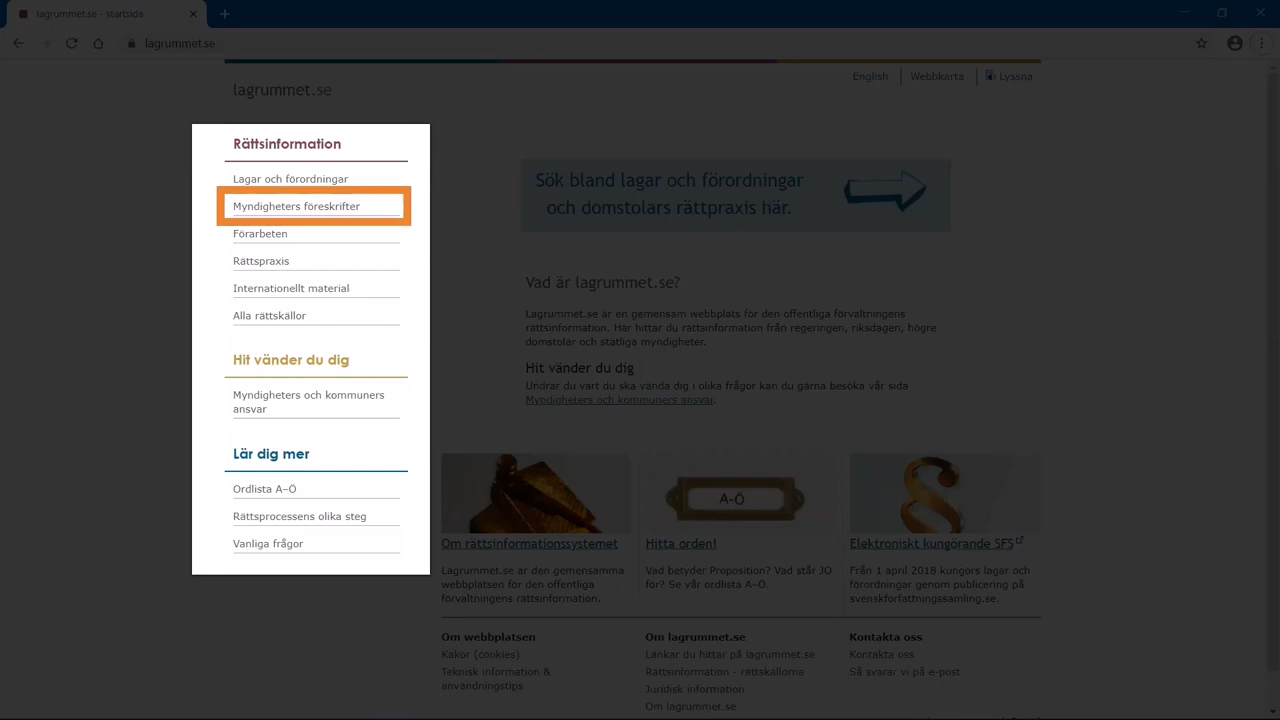 lagrummet.se - startsida
lagrummet.se
English
Webbkarta
Lyssna
lagrummet.se
Rättsinformation
Lagar och förordningar
Myndigheters föreskrifter
Förarbeten
Rättspraxis
Internationellt material
Alla rättskällor
Hit vänder du dig
Myndigheters och kommuners
ansvar
Lär dig mer
Ordlista A–Ö
Rättsprocessens olika steg
Vanliga frågor
Sök bland lagar och förordningar
och domstolars rättpraxis här.
Vad är lagrummet.se?
Lagrummet.se är en gemensam webbplats för den offentliga förvaltningens
rättsinformation. Här hittar du rättsinformation från regeringen, riksdagen, högre
domstolar och statliga myndigheter.
Hit vänder du dig
Undrar du vart du ska vända dig i olika frågor kan du gärna besöka vår sida
Myndigheters och kommuners ansvar.
A-Ö
Om rättsinformationssystemet
Lagrummet.se är den gemensamma
webbplatsen för den offentliga
förvaltningens rättsinformation.
Hitta orden!
Vad betyder Proposition? Vad står JO
för? Se vår ordlista A–Ö.
§
Elektroniskt kungörande SFS
Från 1 april 2018 kungörs lagar och
förordningar genom publicering på
svenskforfattningssamling.se.
Om webbplatsen
Kakor (cookies)
Teknisk information &
användningstips
Om lagrummet.se
Länkar du hittar på lagrummet.se
Rättsinformation - rättskällorna
Juridisk information
Om lagrummet.se
Kontakta oss
Kontakta oss
Så svarar vi på e-post